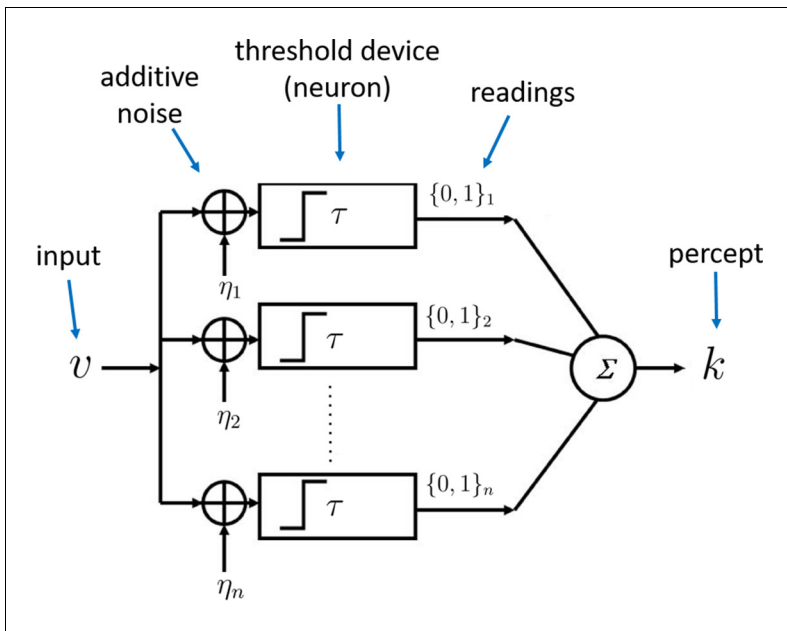 threshold device
(neuron)
additive
noise
readings
{0, 1}₁
τ
η₁
input
percept
{0, 1}₂
τ
η₂
v
Σ
k
{0, 1}ₙ
τ
ηₙ